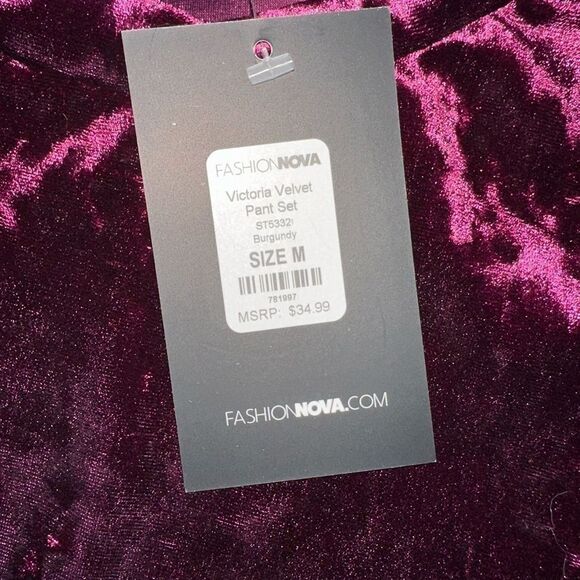 FASHIONNOVA
Victoria Velvet
Pant Set
ST5332I
Burgundy
SIZE M
781997
MSRP: $34.99
FASHIONNOVA.COM